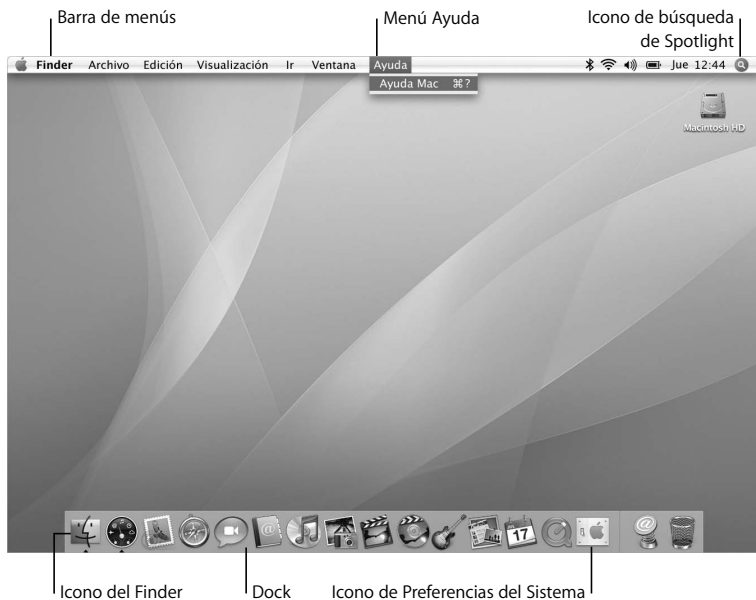 Barra de menús
Menú Ayuda
Icono de búsqueda
de Spotlight
Finder Archivo Edición Visualización Ir Ventana Ayuda Jue 12:44
Ayuda Mac ⌘?
Macintosh HD
17
Icono del Finder
Dock
Icono de Preferencias del Sistema